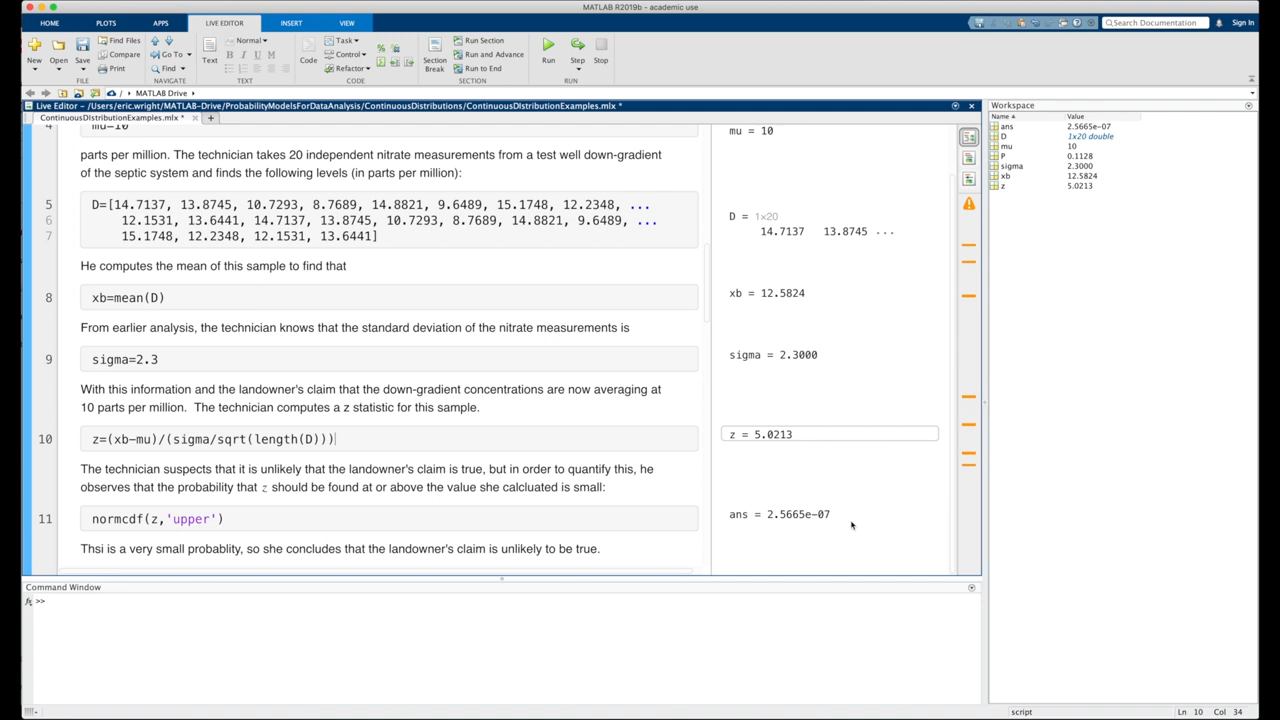 MATLAB R2019b - academic use
HOME PLOTS APPS LIVE EDITOR INSERT VIEW
Search Documentation Sign In
New Open Save Find Files Compare Print
FILE
Go To Find
NAVIGATE
Text Normal B I U M
TEXT
Code Task Control Refactor
CODE
Section Break Run Section Run and Advance Run to End
SECTION
Run Step Stop
RUN
/ MATLAB Drive
Live Editor - /Users/eric.wright/MATLAB-Drive/ProbabilityModelsForDataAnalysis/ContinuousDistributions/ContinuousDIstributionExamples.mlx *
ContinuousDIstributionExamples.mlx * +
4 mu=10
mu = 10
parts per million. The technician takes 20 independent nitrate measurements from a test well down-gradient
of the septic system and finds the following levels (in parts per million):
5 D=[14.7137, 13.8745, 10.7293, 8.7689, 14.8821, 9.6489, 15.1748, 12.2348, ...
6 12.1531, 13.6441, 14.7137, 13.8745, 10.7293, 8.7689, 14.8821, 9.6489, ...
7 15.1748, 12.2348, 12.1531, 13.6441]
D = 1×20
14.7137 13.8745 ...
He computes the mean of this sample to find that
8 xb=mean(D)
xb = 12.5824
From earlier analysis, the technician knows that the standard deviation of the nitrate measurements is
9 sigma=2.3
sigma = 2.3000
With this information and the landowner's claim that the down-gradient concentrations are now averaging at
10 parts per million. The technician computes a z statistic for this sample.
10 z=(xb-mu)/(sigma/sqrt(length(D)))
z = 5.0213
The technician suspects that it is unlikely that the landowner's claim is true, but in order to quantify this, he
observes that the probability that z should be found at or above the value she calcluated is small:
11 normcdf(z,'upper')
ans = 2.5665e-07
Thsi is a very small probablity, so she concludes that the landowner's claim is unlikely to be true.
Workspace
Name Value
ans 2.5665e-07
D 1x20 double
mu 10
P 0.1128
sigma 2.3000
xb 12.5824
z 5.0213
Command Window
fx >>
script Ln 10 Col 34